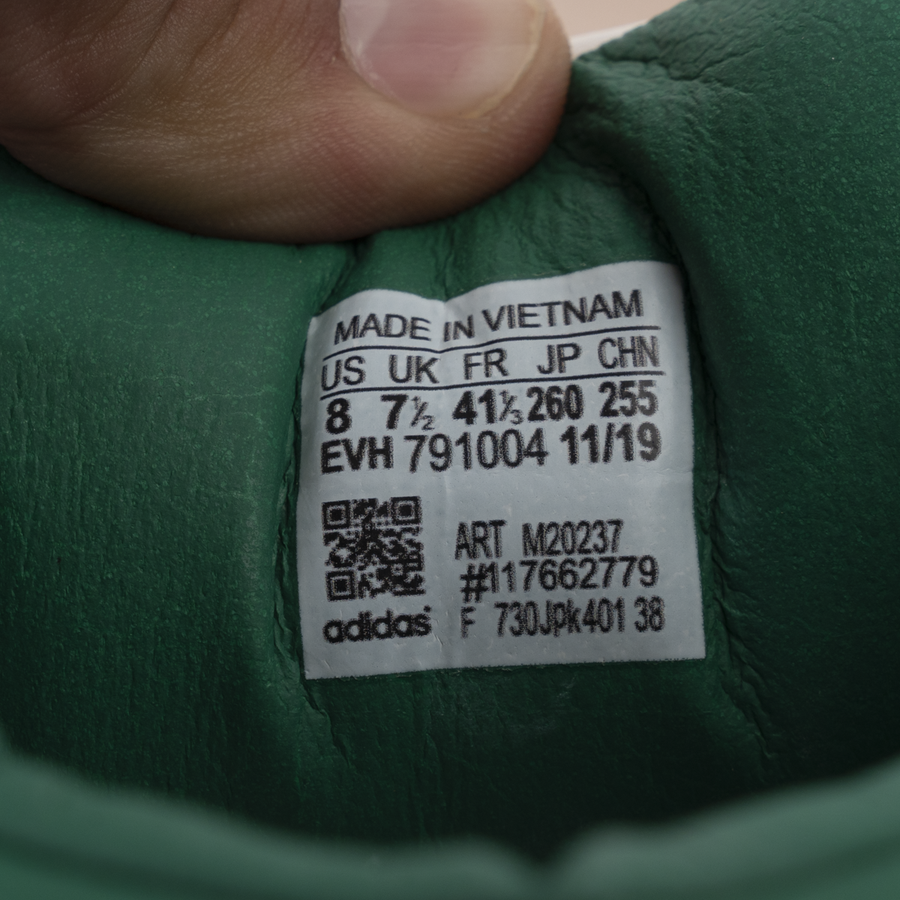 MADE IN VIETNAM
US UK FR JP CHN
8 7½ 41⅓ 260 255
EVH 791004 11/19
ART M20237
#117662779
adidas
F 730Jpk401 38